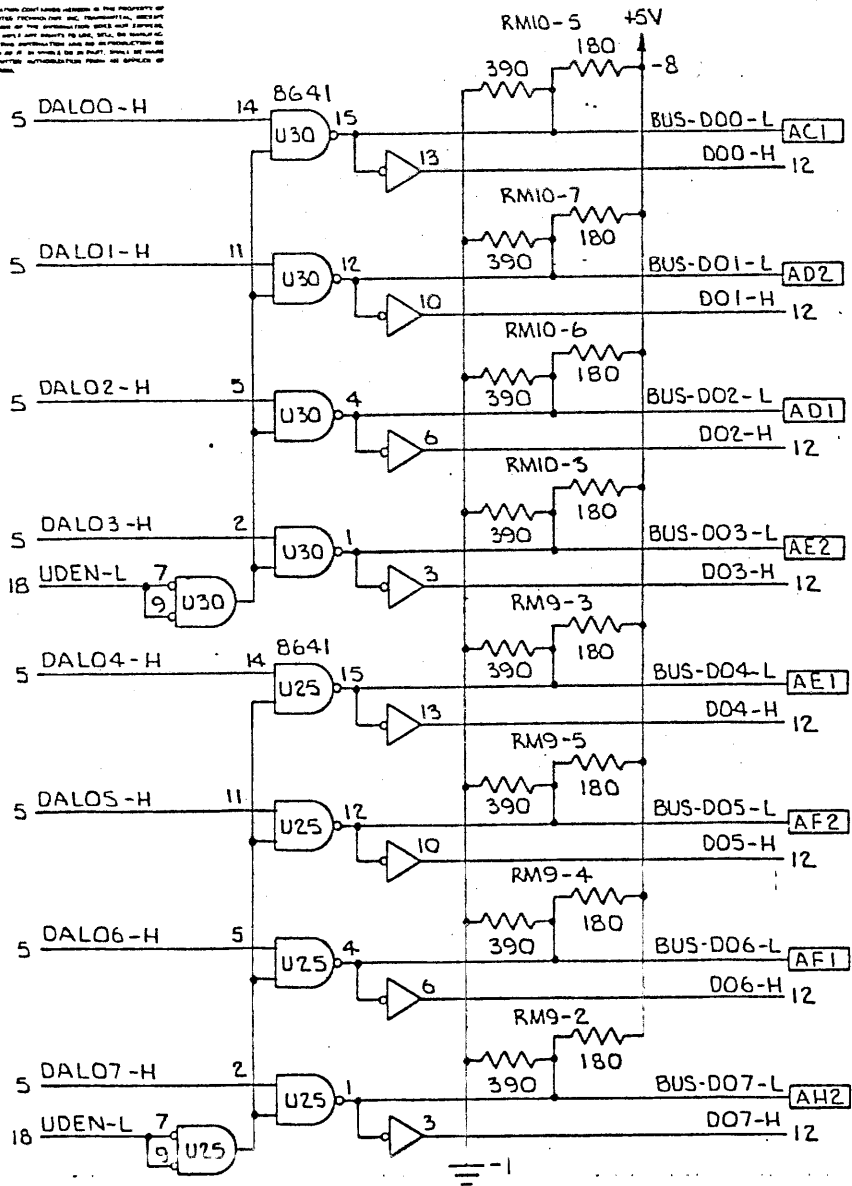 RM10-5 +5V
180
390 -8
8641
5 DAL00-H 14 U30 15 BUS-D00-L AC1
13 D00-H 12
RM10-7
390 180
5 DAL01-H 11 U30 12 BUS-D01-L AD2
10 D01-H 12
RM10-6
390 180
5 DAL02-H 5 U30 4 BUS-D02-L AD1
6 D02-H 12
RM10-3
390 180
5 DAL03-H 2 U30 1 BUS-D03-L AE2
18 UDEN-L 7 9 U30 3 D03-H 12
RM9-3
8641 390 180
5 DAL04-H 14 U25 15 BUS-D04-L AE1
13 D04-H 12
RM9-5
390 180
5 DAL05-H 11 U25 12 BUS-D05-L AF2
10 D05-H 12
RM9-4
390 180
5 DAL06-H 5 U25 4 BUS-D06-L AF1
6 D06-H 12
RM9-2
390 180
5 DAL07-H 2 U25 1 BUS-D07-L AH2
18 UDEN-L 7 9 U25 3 D07-H 12
-1